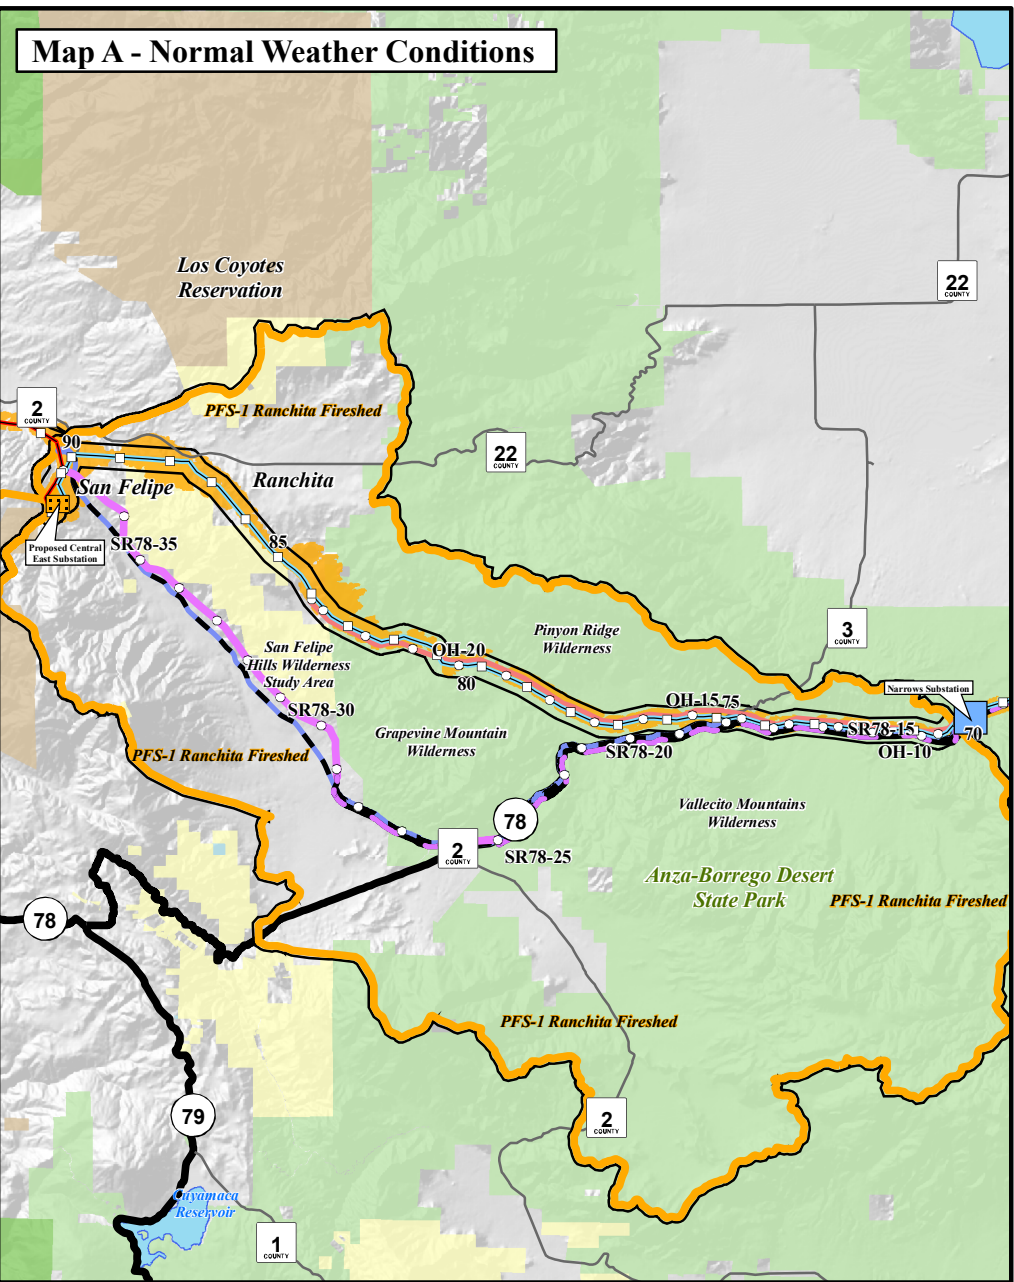 Map A - Normal Weather Conditions
Los Coyotes
Reservation
22
COUNTY
2
COUNTY
PFS-1 Ranchita Fireshed
90
22
COUNTY
San Felipe
Ranchita
Proposed Central
East Substation
SR78-35
85
3
COUNTY
Pinyon Ridge
Wilderness
San Felipe
Hills Wilderness
Study Area
OH-20
80
Narrows Substation
OH-15
75
SR78-30
SR78-15
70
PFS-1 Ranchita Fireshed
Grapevine Mountain
Wilderness
SR78-20
OH-10
Vallecito Mountains
Wilderness
78
2
COUNTY
SR78-25
Anza-Borrego Desert
State Park
PFS-1 Ranchita Fireshed
78
PFS-1 Ranchita Fireshed
79
2
COUNTY
Cuyamaca
Reservoir
1
COUNTY